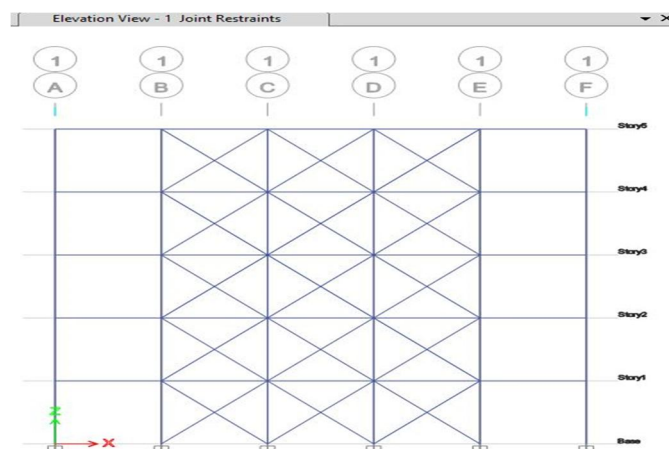 Elevation View - 1 Joint Restraints
1 1 1 1 1 1
A B C D E F
Story5
Story4
Story3
Story2
Story1
Z
X
Base